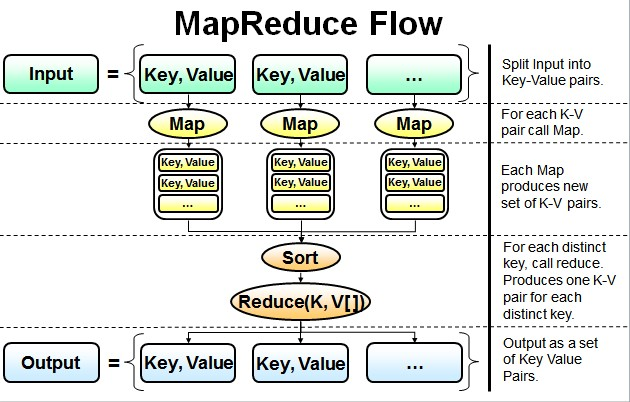 MapReduce Flow
Input = { Key, Value Key, Value ... }
Split Input into
Key-Value pairs.
Map Map Map
For each K-V
pair call Map.
Key, Value Key, Value Key, Value
Key, Value Key, Value Key, Value
... ... ...
Each Map
produces new
set of K-V pairs.
Sort
Reduce(K, V[ ])
For each distinct
key, call reduce.
Produces one K-V
pair for each
distinct key.
Output = { Key, Value Key, Value ... }
Output as a set
of Key Value
Pairs.